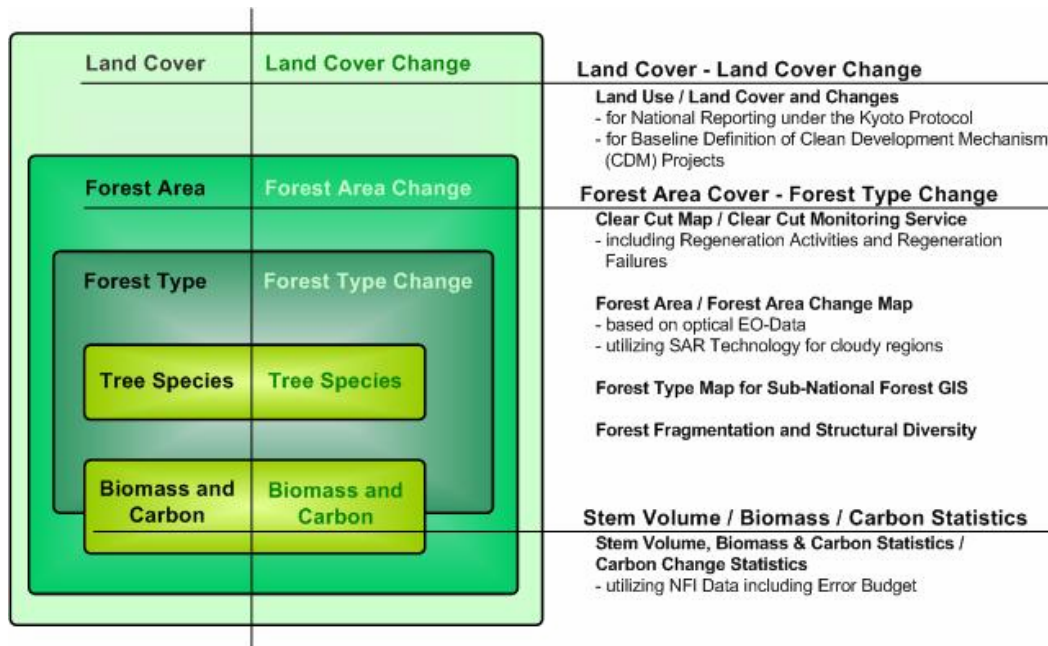 Land Cover
Land Cover Change
Forest Area
Forest Area Change
Forest Type
Forest Type Change
Tree Species
Tree Species
Biomass and
Carbon
Biomass and
Carbon
Land Cover - Land Cover Change
Land Use / Land Cover and Changes
- for National Reporting under the Kyoto Protocol
- for Baseline Definition of Clean Development Mechanism
(CDM) Projects
Forest Area Cover - Forest Type Change
Clear Cut Map / Clear Cut Monitoring Service
- including Regeneration Activities and Regeneration
Failures
Forest Area / Forest Area Change Map
- based on optical EO-Data
- utilizing SAR Technology for cloudy regions
Forest Type Map for Sub-National Forest GIS
Forest Fragmentation and Structural Diversity
Stem Volume / Biomass / Carbon Statistics
Stem Volume, Biomass & Carbon Statistics /
Carbon Change Statistics
- utilizing NFI Data including Error Budget